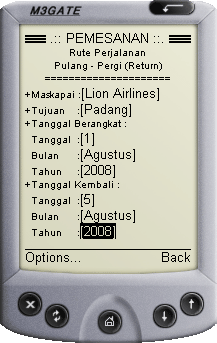 M3GATE
.:: PEMESANAN ::.
Rute Perjalanan
Pulang - Pergi (Return)
=====================
+Maskapai :[Lion Airlines]
+Tujuan :[Padang]
+Tanggal Berangkat :
Tanggal :[1]
Bulan :[Agustus]
Tahun :[2008]
+Tanggal Kembali :
Tanggal :[5]
Buran :[Agustus]
Tahun :[2008]
Options... Back